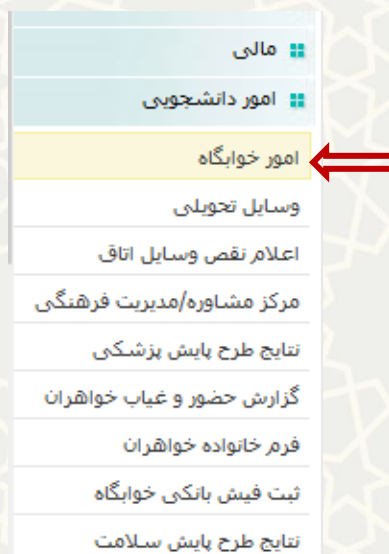 مالی
امور دانشجویی
امور خوابگاه
وسایل تحویلی
اعلام نقص وسایل اتاق
مرکز مشاوره/مدیریت فرهنگی
نتایج طرح پایش پزشکی
گزارش حضور و غیاب خواهران
فرم خانواده خواهران
ثبت فیش بانکی خوابگاه
نتایج طرح پایش سلامت